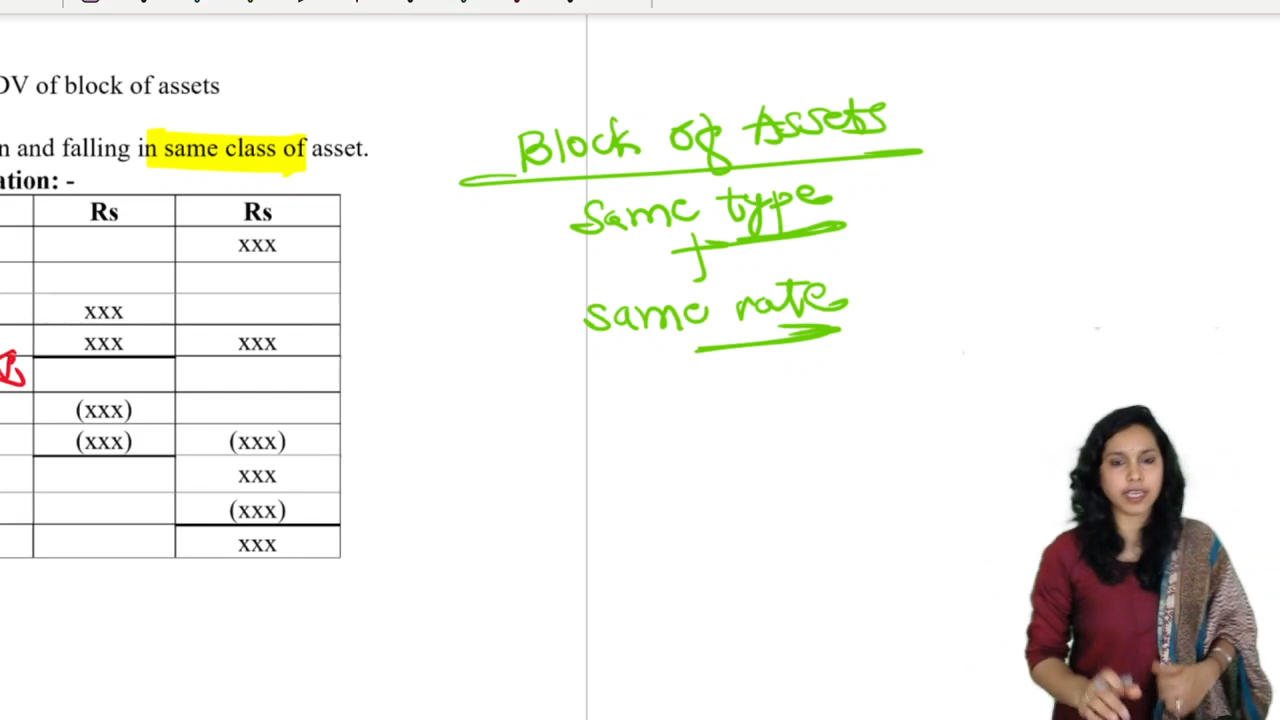 DV of block of assets
n and falling in same class of asset.
ation: -
Rs Rs
xxx
xxx
xxx xxx
(xxx)
(xxx) (xxx)
xxx
(xxx)
xxx
Block of Assets
Same type
+
same rate